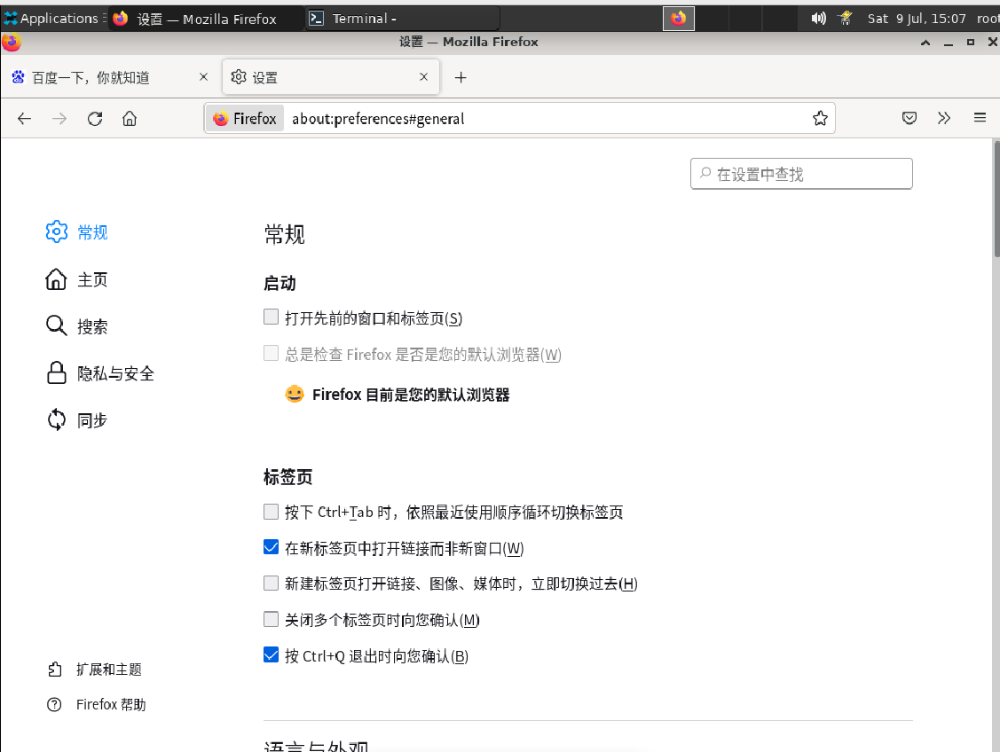 Applications
设置 — Mozilla Firefox
Terminal -
Sat 9 Jul, 15:07
root
设置 — Mozilla Firefox
百度一下，你就知道
设置
Firefox
about:preferences#general
在设置中查找
常规
主页
搜索
隐私与安全
同步
扩展和主题
Firefox 帮助
常规
启动
打开先前的窗口和标签页(S)
总是检查 Firefox 是否是您的默认浏览器(W)
Firefox 目前是您的默认浏览器
标签页
按下 Ctrl+Tab 时，依照最近使用顺序循环切换标签页
在新标签页中打开链接而非新窗口(W)
新建标签页打开链接、图像、媒体时，立即切换过去(H)
关闭多个标签页时向您确认(M)
按 Ctrl+Q 退出时向您确认(B)
语言与外观